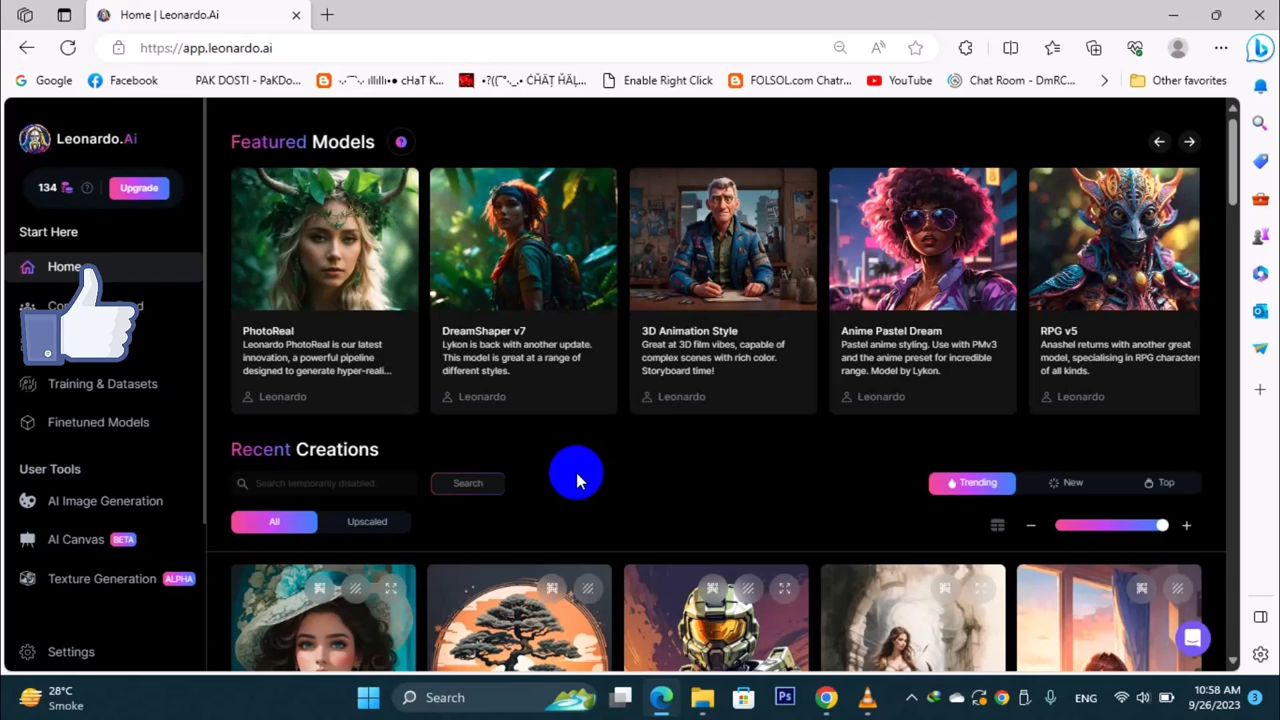 Home | Leonardo.Ai
https://app.leonardo.ai
Google
Facebook
PAK DOSTI - PaKDo...
cHaT K...
Enable Right Click
FOLSOL.com Chatr...
YouTube
Chat Room - DmRC...
Other favorites
Leonardo.Ai
134
Upgrade
Start Here
Home
Training & Datasets
Finetuned Models
User Tools
AI Image Generation
AI Canvas BETA
Texture Generation ALPHA
Settings
Featured Models
PhotoReal
Leonardo PhotoReal is our latest
innovation, a powerful pipeline
designed to generate hyper-reali...
Leonardo
DreamShaper v7
Lykon is back with another update.
This model is great at a range of
different styles.
Leonardo
3D Animation Style
Great at 3D film vibes, capable of
complex scenes with rich color.
Storyboard time!
Leonardo
Anime Pastel Dream
Pastel anime styling. Use with PMv3
and the anime preset for incredible
range. Model by Lykon.
Leonardo
RPG v5
Anashel returns with another great
model, specialising in RPG characters
of all kinds.
Leonardo
Recent Creations
Search temporarily disabled.
Search
Trending
New
Top
All
Upscaled
28°C
Smoke
Search
Ps
ENG
10:58 AM
9/26/2023
3